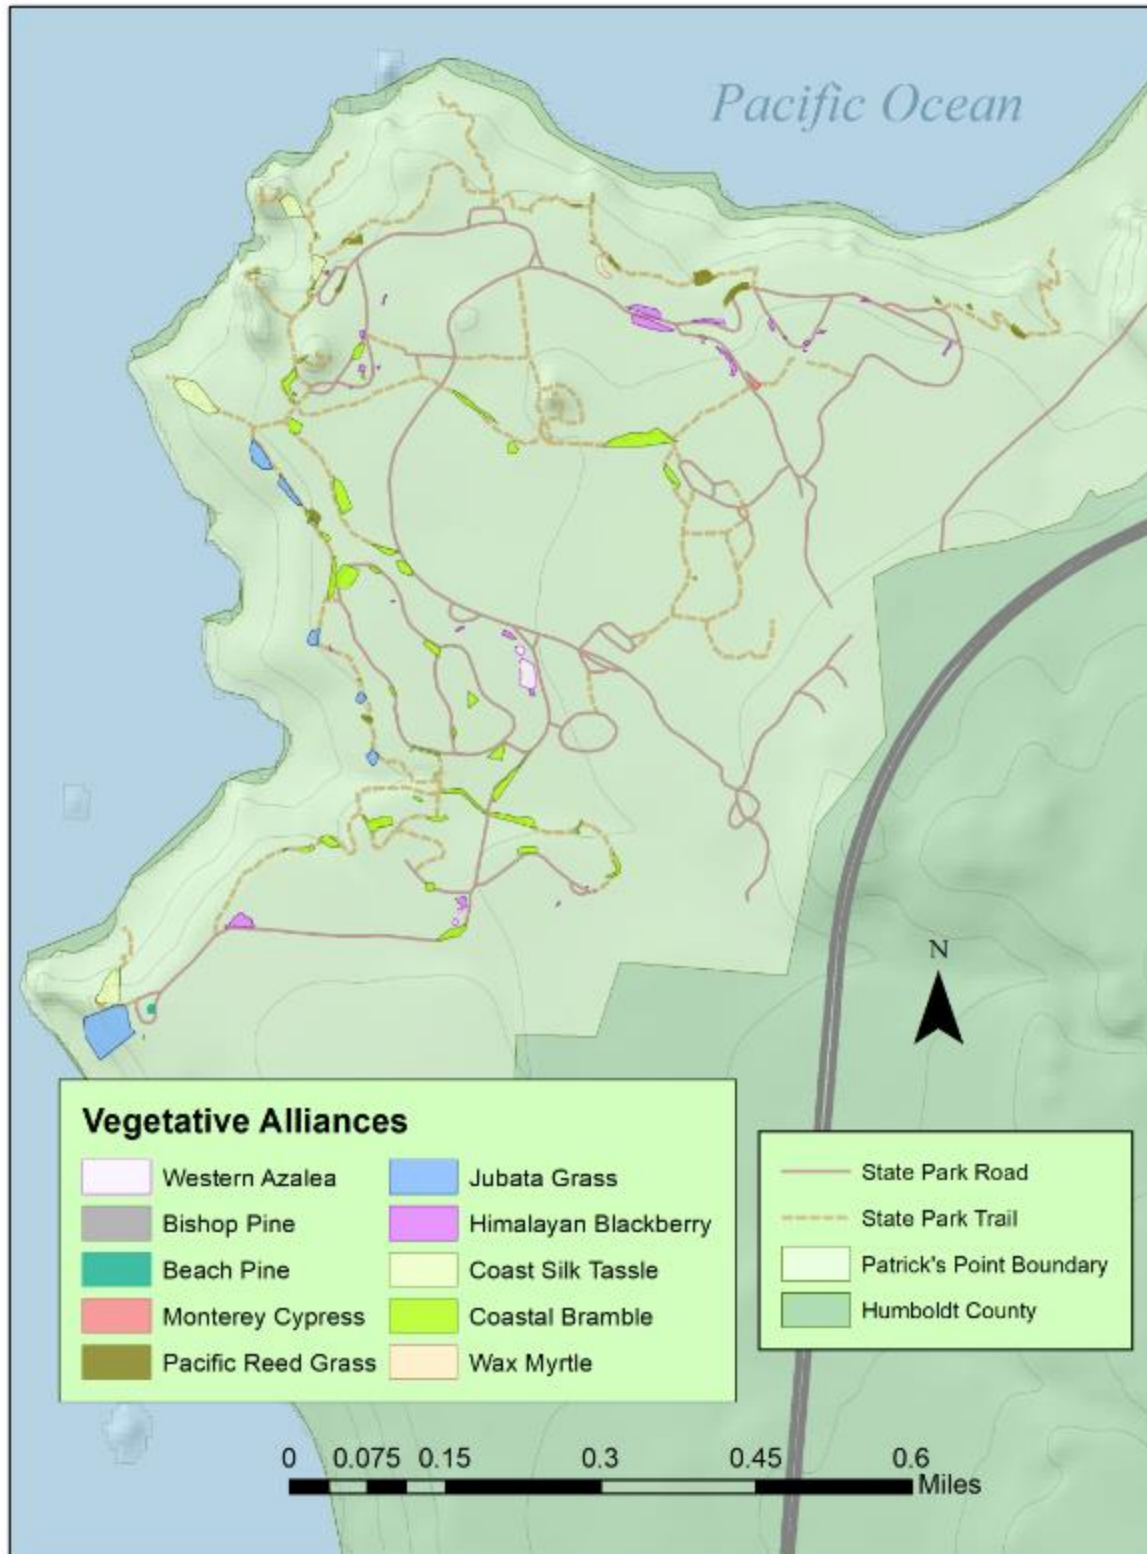 Pacific Ocean
N
Vegetative Alliances
Western Azalea
Bishop Pine
Beach Pine
Monterey Cypress
Pacific Reed Grass
Jubata Grass
Himalayan Blackberry
Coast Silk Tassle
Coastal Bramble
Wax Myrtle
State Park Road
State Park Trail
Patrick's Point Boundary
Humboldt County
0 0.075 0.15 0.3 0.45 0.6
Miles